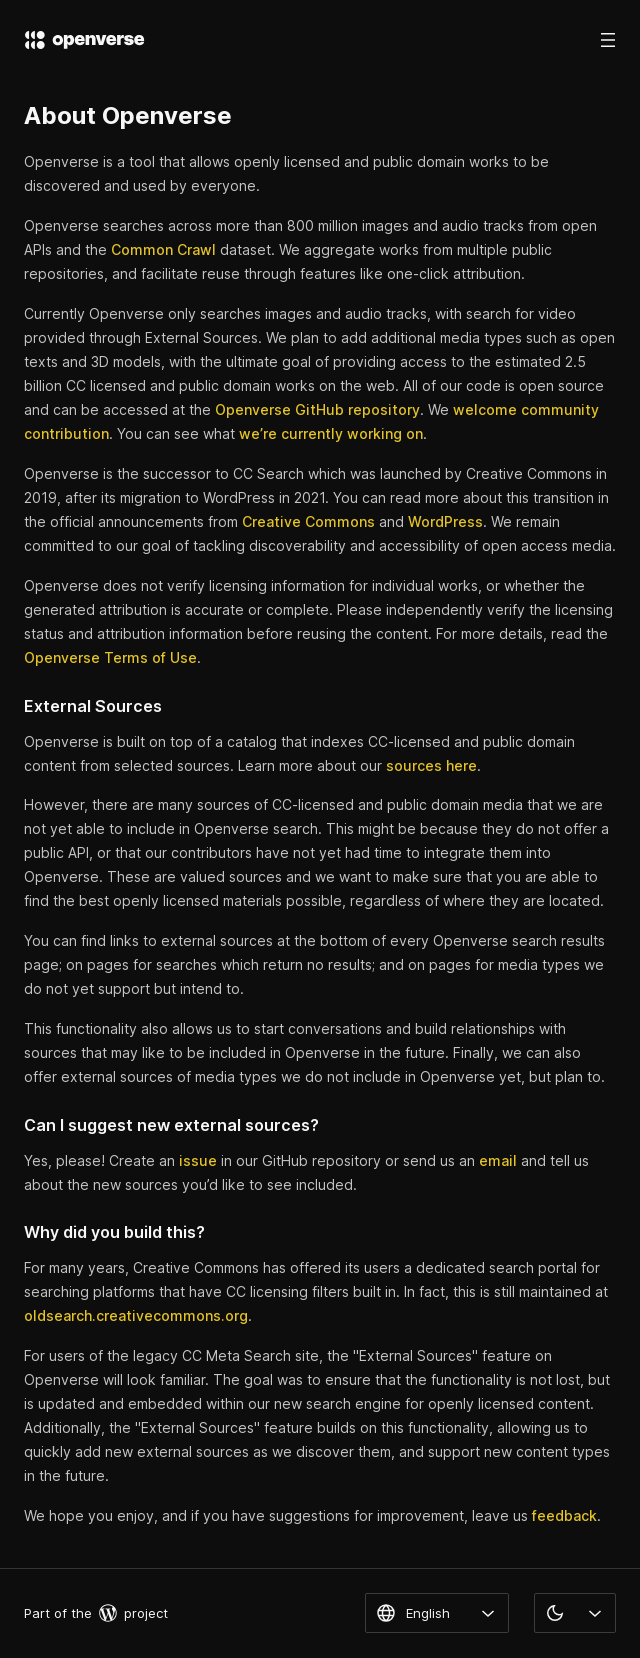 openverse
About Openverse
Openverse is a tool that allows openly licensed and public domain works to be
discovered and used by everyone.
Openverse searches across more than 800 million images and audio tracks from open
APIs and the Common Crawl dataset. We aggregate works from multiple public
repositories, and facilitate reuse through features like one-click attribution.
Currently Openverse only searches images and audio tracks, with search for video
provided through External Sources. We plan to add additional media types such as open
texts and 3D models, with the ultimate goal of providing access to the estimated 2.5
billion CC licensed and public domain works on the web. All of our code is open source
and can be accessed at the Openverse GitHub repository. We welcome community
contribution. You can see what we’re currently working on.
Openverse is the successor to CC Search which was launched by Creative Commons in
2019, after its migration to WordPress in 2021. You can read more about this transition in
the official announcements from Creative Commons and WordPress. We remain
committed to our goal of tackling discoverability and accessibility of open access media.
Openverse does not verify licensing information for individual works, or whether the
generated attribution is accurate or complete. Please independently verify the licensing
status and attribution information before reusing the content. For more details, read the
Openverse Terms of Use.
External Sources
Openverse is built on top of a catalog that indexes CC-licensed and public domain
content from selected sources. Learn more about our sources here.
However, there are many sources of CC-licensed and public domain media that we are
not yet able to include in Openverse search. This might be because they do not offer a
public API, or that our contributors have not yet had time to integrate them into
Openverse. These are valued sources and we want to make sure that you are able to
find the best openly licensed materials possible, regardless of where they are located.
You can find links to external sources at the bottom of every Openverse search results
page; on pages for searches which return no results; and on pages for media types we
do not yet support but intend to.
This functionality also allows us to start conversations and build relationships with
sources that may like to be included in Openverse in the future. Finally, we can also
offer external sources of media types we do not include in Openverse yet, but plan to.
Can I suggest new external sources?
Yes, please! Create an issue in our GitHub repository or send us an email and tell us
about the new sources you’d like to see included.
Why did you build this?
For many years, Creative Commons has offered its users a dedicated search portal for
searching platforms that have CC licensing filters built in. In fact, this is still maintained at
oldsearch.creativecommons.org.
For users of the legacy CC Meta Search site, the "External Sources" feature on
Openverse will look familiar. The goal was to ensure that the functionality is not lost, but
is updated and embedded within our new search engine for openly licensed content.
Additionally, the "External Sources" feature builds on this functionality, allowing us to
quickly add new external sources as we discover them, and support new content types
in the future.
We hope you enjoy, and if you have suggestions for improvement, leave us feedback.
Part of the project
English